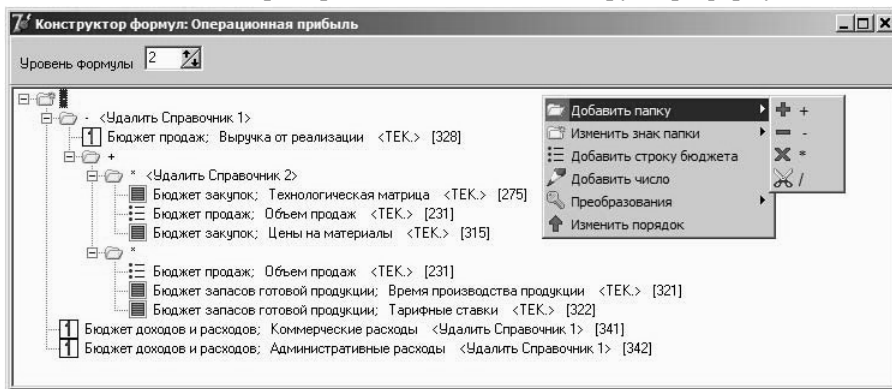 Конструктор формул: Операционная прибыль
Уровень формулы 2
- <Удалить Справочник 1>
1 Бюджет продаж; Выручка от реализации <ТЕК.> [328]
+
* <Удалить Справочник 2>
Бюджет закупок; Технологическая матрица <ТЕК.> [275]
Бюджет продаж; Объем продаж <ТЕК.> [231]
Бюджет закупок; Цены на материалы <ТЕК.> [315]
*
Бюджет продаж; Объем продаж <ТЕК.> [231]
Бюджет запасов готовой продукции; Время производства продукции <ТЕК.> [321]
Бюджет запасов готовой продукции; Тарифные ставки <ТЕК.> [322]
1 Бюджет доходов и расходов; Коммерческие расходы <Удалить Справочник 1> [341]
1 Бюджет доходов и расходов; Административные расходы <Удалить Справочник 1> [342]
Добавить папку
Изменить знак папки
Добавить строку бюджета
Добавить число
Преобразования
Изменить порядок
+
-
*
/